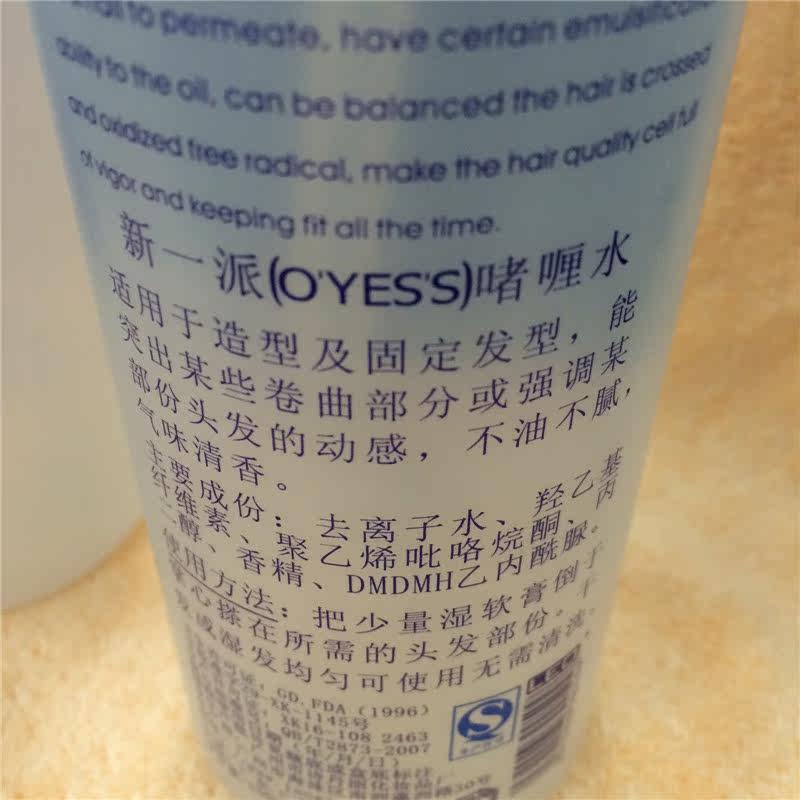 to permeate, have certain
ability to the oil, can be balanced the hair is crossed
and oxidized free radical, make the hair quality cell full
of vigor and keeping fit all the time.
新一派(O'YES'S)啫喱水
适用于造型及固定发型，能
突出某些卷曲部分或强调某
部份头发的动感，不油不腻，
气味清香。
主要成份：去离子水、羟乙基
纤维素、聚乙烯吡咯烷酮、丙
二醇、香精、DMDMH乙内酰脲。
使用方法：把少量湿软膏倒于
掌心搽在所需的头发部份。干
发或湿发均匀可使用无需清洗。
GD.FDA (1996)
XK-1145号
XK16-108 2463
QB/T2873-2007
(年/月/日)